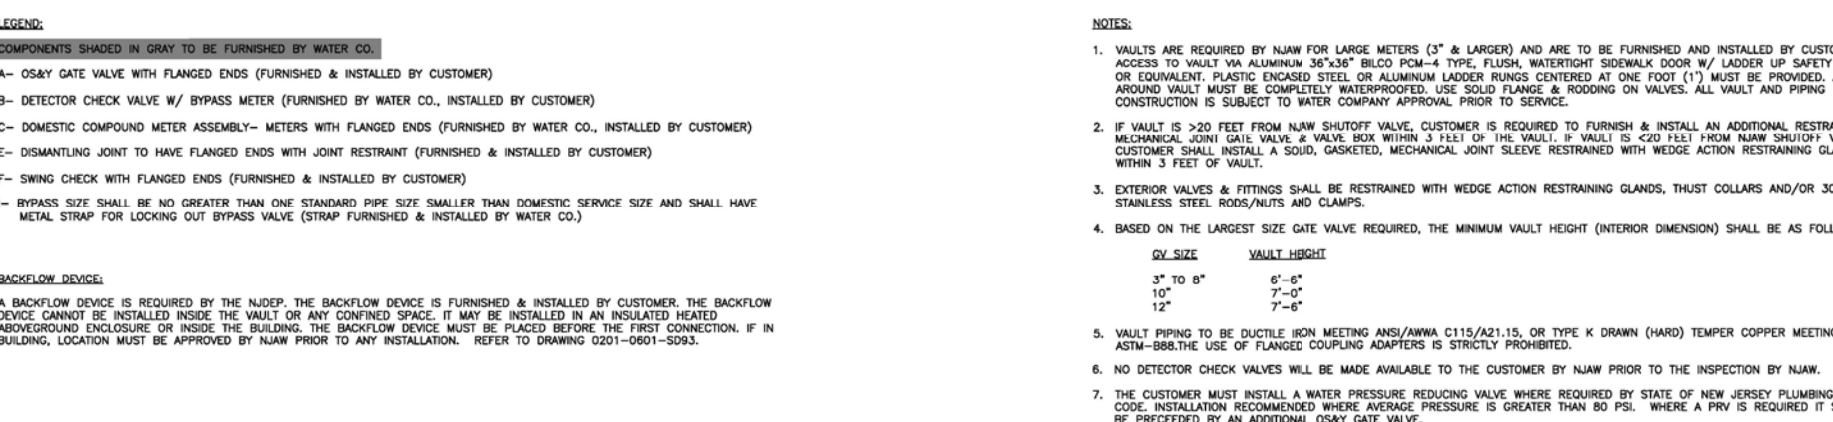 LEGEND:
COMPONENTS SHADED IN GRAY TO BE FURNISHED BY WATER CO.
A- OS&Y GATE VALVE WITH FLANGED ENDS (FURNISHED & INSTALLED BY CUSTOMER)
B- DETECTOR CHECK VALVE W/ BYPASS METER (FURNISHED BY WATER CO., INSTALLED BY CUSTOMER)
C- DOMESTIC COMPOUND METER ASSEMBLY- METERS WITH FLANGED ENDS (FURNISHED BY WATER CO., INSTALLED BY CUSTOMER)
E- DISMANTLING JOINT TO HAVE FLANGED ENDS WITH JOINT RESTRAINT (FURNISHED & INSTALLED BY CUSTOMER)
F- SWING CHECK WITH FLANGED ENDS (FURNISHED & INSTALLED BY CUSTOMER)
- BYPASS SIZE SHALL BE NO GREATER THAN ONE STANDARD PIPE SIZE SMALLER THAN DOMESTIC SERVICE SIZE AND SHALL HAVE
METAL STRAP FOR LOCKING OUT BYPASS VALVE (STRAP FURNISHED & INSTALLED BY WATER CO.)
BACKFLOW DEVICE:
A BACKFLOW DEVICE IS REQUIRED BY THE NJDEP. THE BACKFLOW DEVICE IS FURNISHED & INSTALLED BY CUSTOMER. THE BACKFLOW
DEVICE CANNOT BE INSTALLED INSIDE THE VAULT OR ANY CONFINED SPACE. IT MAY BE INSTALLED IN AN INSULATED HEATED
ABOVEGROUND ENCLOSURE OR INSIDE THE BUILDING. THE BACKFLOW DEVICE MUST BE PLACED BEFORE THE FIRST CONNECTION. IF IN
BUILDING, LOCATION MUST BE APPROVED BY NJAW PRIOR TO ANY INSTALLATION. REFER TO DRAWING 0201-0601-SD93.
NOTES:
1. VAULTS ARE REQUIRED BY NJAW FOR LARGE METERS (3" & LARGER) AND ARE TO BE FURNISHED AND INSTALLED BY CUSTO
ACCESS TO VAULT VIA ALUMINUM 36"x36" BILCO PCM-4 TYPE, FLUSH, WATERTIGHT SIDEWALK DOOR W/ LADDER UP SAFETY
OR EQUIVALENT. PLASTIC ENCASED STEEL OR ALUMINUM LADDER RUNGS CENTERED AT ONE FOOT (1') MUST BE PROVIDED.
AROUND VAULT MUST BE COMPLETELY WATERPROOFED. USE SOLID FLANGE & RODDING ON VALVES. ALL VAULT AND PIPING
CONSTRUCTION IS SUBJECT TO WATER COMPANY APPROVAL PRIOR TO SERVICE.
2. IF VAULT IS >20 FEET FROM NJAW SHUTOFF VALVE, CUSTOMER IS REQUIRED TO FURNISH & INSTALL AN ADDITIONAL RESTRA
MECHANICAL JOINT GATE VALVE & VALVE BOX WITHIN 3 FEET OF THE VAULT. IF VAULT IS <20 FEET FROM NJAW SHUTOFF V
CUSTOMER SHALL INSTALL A SOLID, GASKETED, MECHANICAL JOINT SLEEVE RESTRAINED WITH WEDGE ACTION RESTRAINING GL
WITHIN 3 FEET OF VAULT.
3. EXTERIOR VALVES & FITTINGS SHALL BE RESTRAINED WITH WEDGE ACTION RESTRAINING GLANDS, THUST COLLARS AND/OR 30
STAINLESS STEEL RODS/NUTS AND CLAMPS.
4. BASED ON THE LARGEST SIZE GATE VALVE REQUIRED, THE MINIMUM VAULT HEIGHT (INTERIOR DIMENSION) SHALL BE AS FOLL
GV SIZE VAULT HEIGHT
3" TO 8" 6'-6"
10" 7'-0"
12" 7'-6"
5. VAULT PIPING TO BE DUCTILE IRON MEETING ANSI/AWWA C115/A21.15, OR TYPE K DRAWN (HARD) TEMPER COPPER MEETING
ASTM-B88.THE USE OF FLANGED COUPLING ADAPTERS IS STRICTLY PROHIBITED.
6. NO DETECTOR CHECK VALVES WILL BE MADE AVAILABLE TO THE CUSTOMER BY NJAW PRIOR TO THE INSPECTION BY NJAW.
7. THE CUSTOMER MUST INSTALL A WATER PRESSURE REDUCING VALVE WHERE REQUIRED BY STATE OF NEW JERSEY PLUMBING
CODE. INSTALLATION RECOMMENDED WHERE AVERAGE PRESSURE IS GREATER THAN 80 PSI. WHERE A PRV IS REQUIRED IT
BE PRECEEDED BY AN ADDITIONAL OS&Y GATE VALVE.